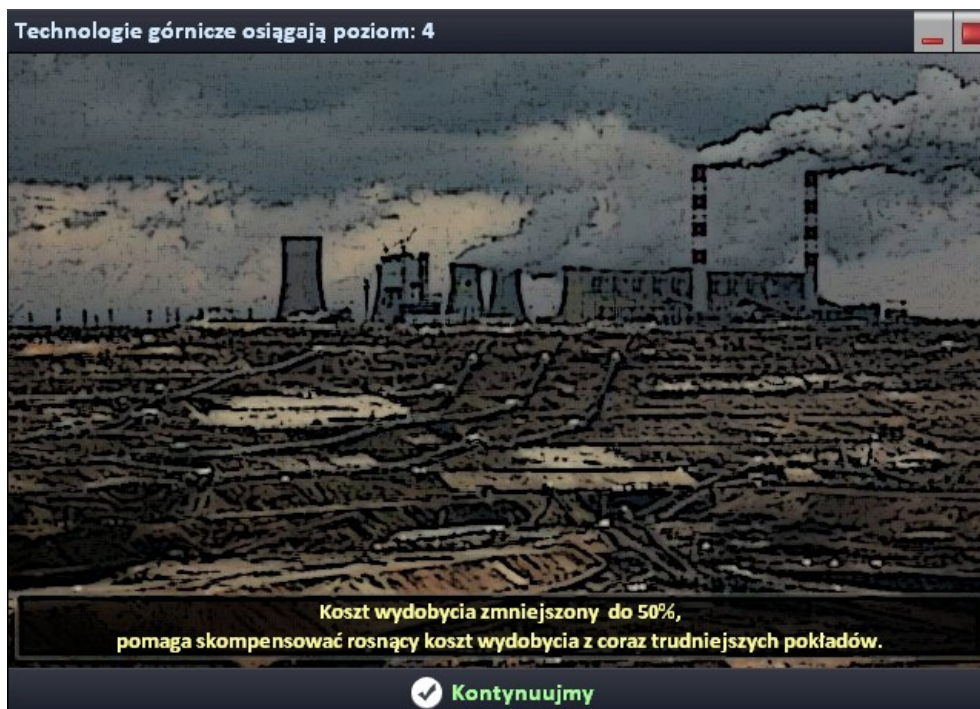 Technologie górnicze osiągają poziom: 4
Koszt wydobycia zmniejszony do 50%,
pomaga skompensować rosnący koszt wydobycia z coraz trudniejszych pokładów.
Kontynuujmy